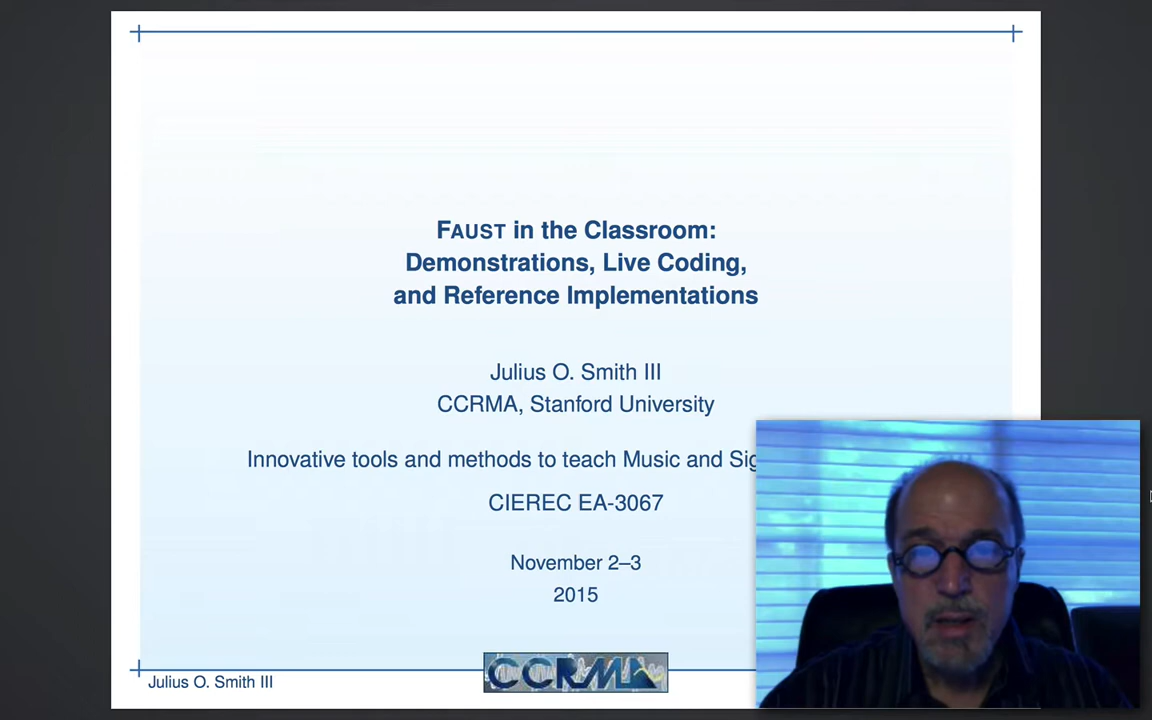 FAUST in the Classroom:
Demonstrations, Live Coding,
and Reference Implementations
Julius O. Smith III
CCRMA, Stanford University
Innovative tools and methods to teach Music and
CIEREC EA-3067
November 2–3
2015
Julius O. Smith III
CCRMA